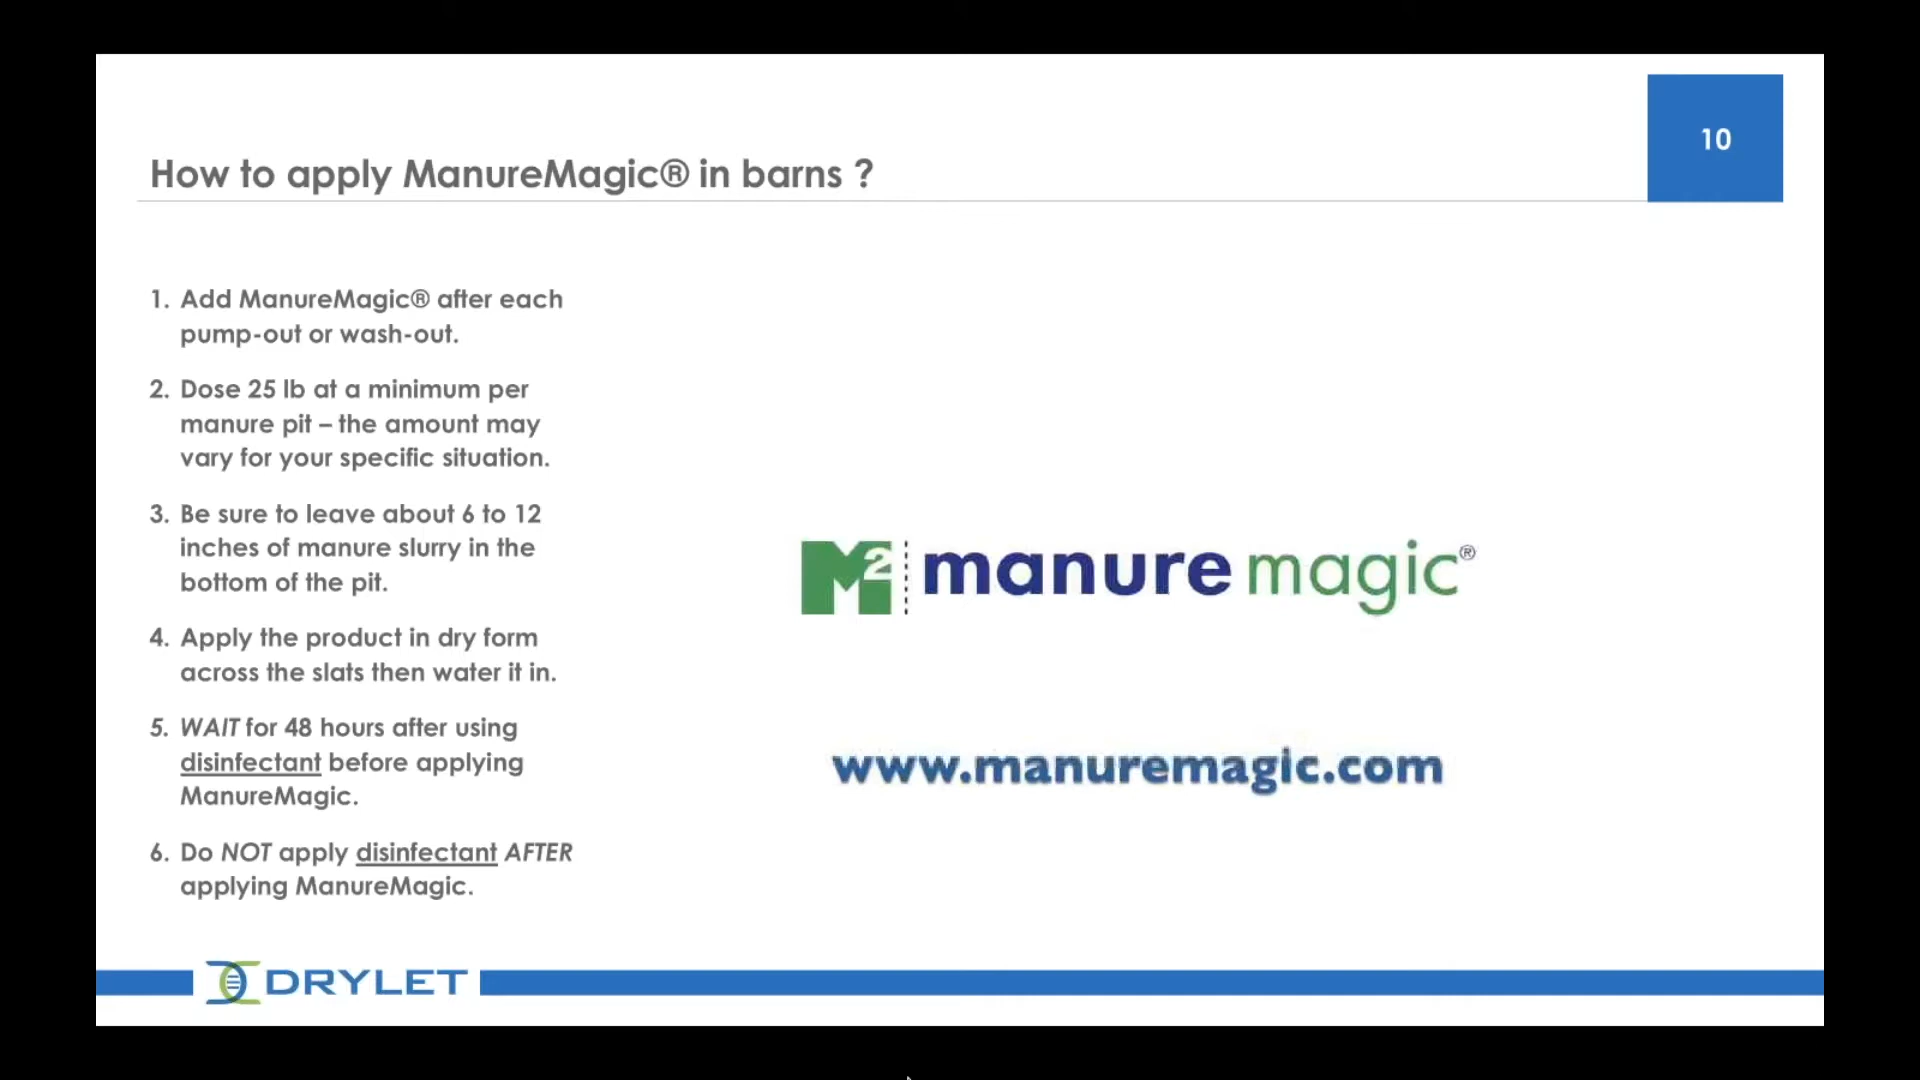 10
How to apply ManureMagic® in barns ?
1. Add ManureMagic® after each
pump-out or wash-out.
2. Dose 25 lb at a minimum per
manure pit – the amount may
vary for your specific situation.
3. Be sure to leave about 6 to 12
inches of manure slurry in the
bottom of the pit.
4. Apply the product in dry form
across the slats then water it in.
5. WAIT for 48 hours after using
disinfectant before applying
ManureMagic.
6. Do NOT apply disinfectant AFTER
applying ManureMagic.
M2 manure magic®
www.manuremagic.com
DRYLET